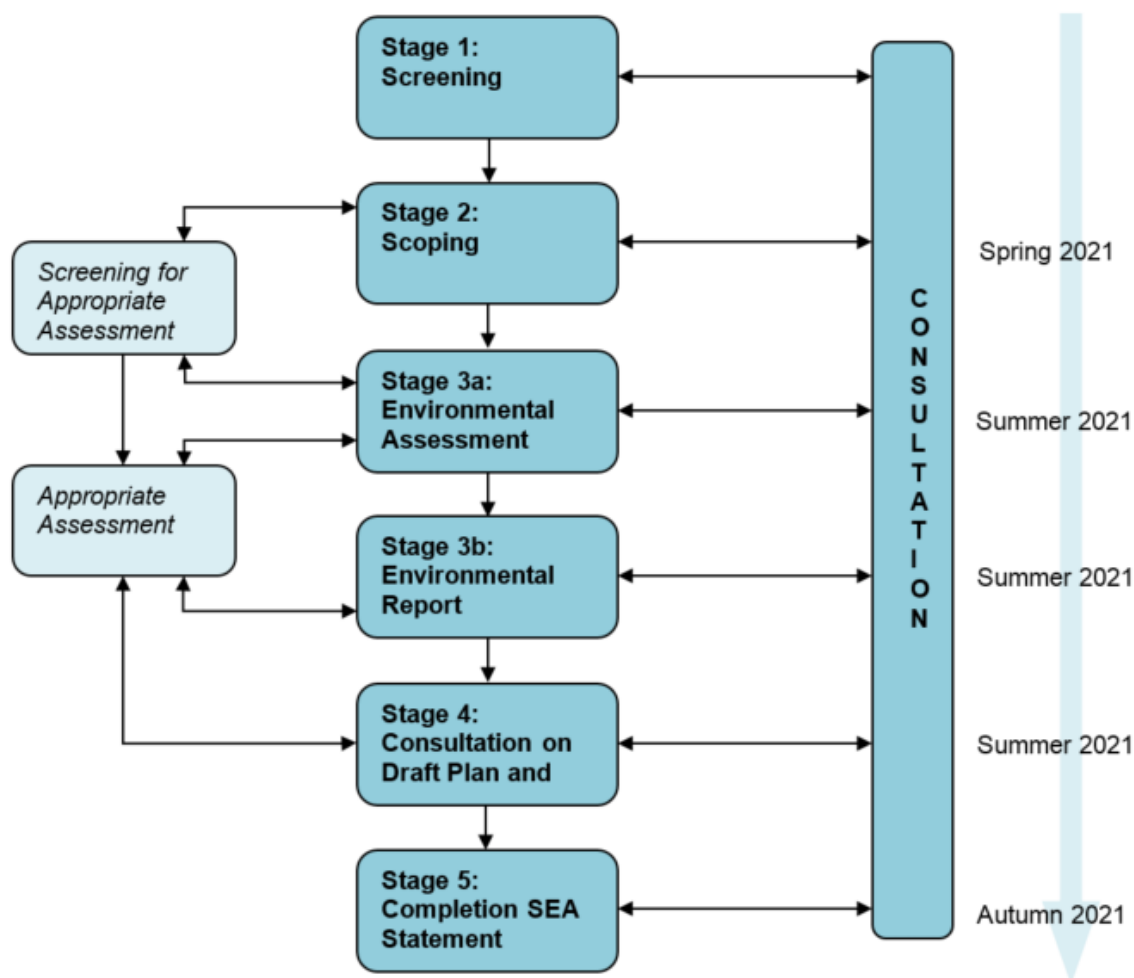 Stage 1:
Screening
Stage 2:
Scoping
Spring 2021
Screening for
Appropriate
Assessment
Stage 3a:
Environmental
Assessment
Summer 2021
Appropriate
Assessment
Stage 3b:
Environmental
Report
Summer 2021
Stage 4:
Consultation on
Draft Plan and
Summer 2021
Stage 5:
Completion SEA
Statement
Autumn 2021
CONSULTATION